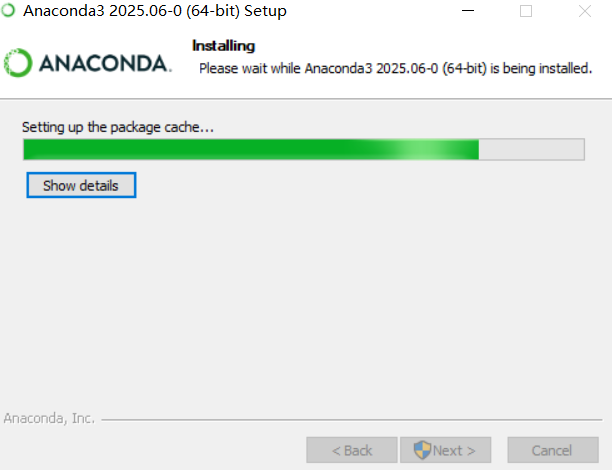 Anaconda3 2025.06-0 (64-bit) Setup
ANACONDA.
Installing
Please wait while Anaconda3 2025.06-0 (64-bit) is being installed.
Setting up the package cache...
Show details
Anaconda, Inc.
< Back Next > Cancel